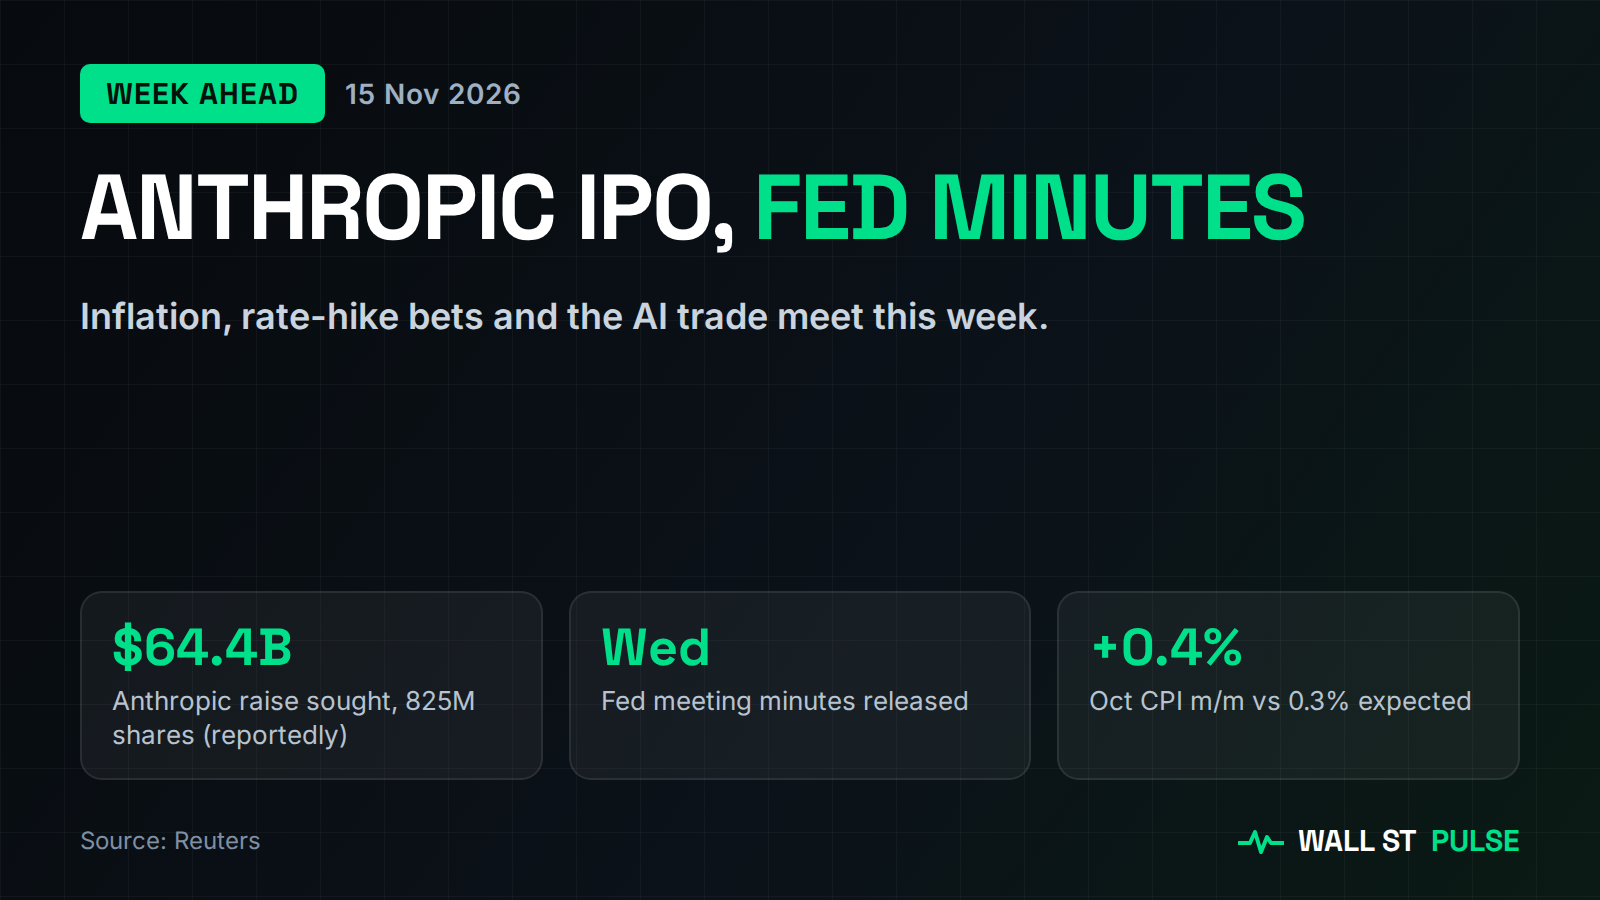 WEEK AHEAD
15 Nov 2026
ANTHROPIC IPO, FED MINUTES
Inflation, rate-hike bets and the AI trade meet this week.
$64.4B
Anthropic raise sought, 825M
shares (reportedly)
Wed
Fed meeting minutes released
+0.4%
Oct CPI m/m vs 0.3% expected
Source: Reuters
WALL ST PULSE